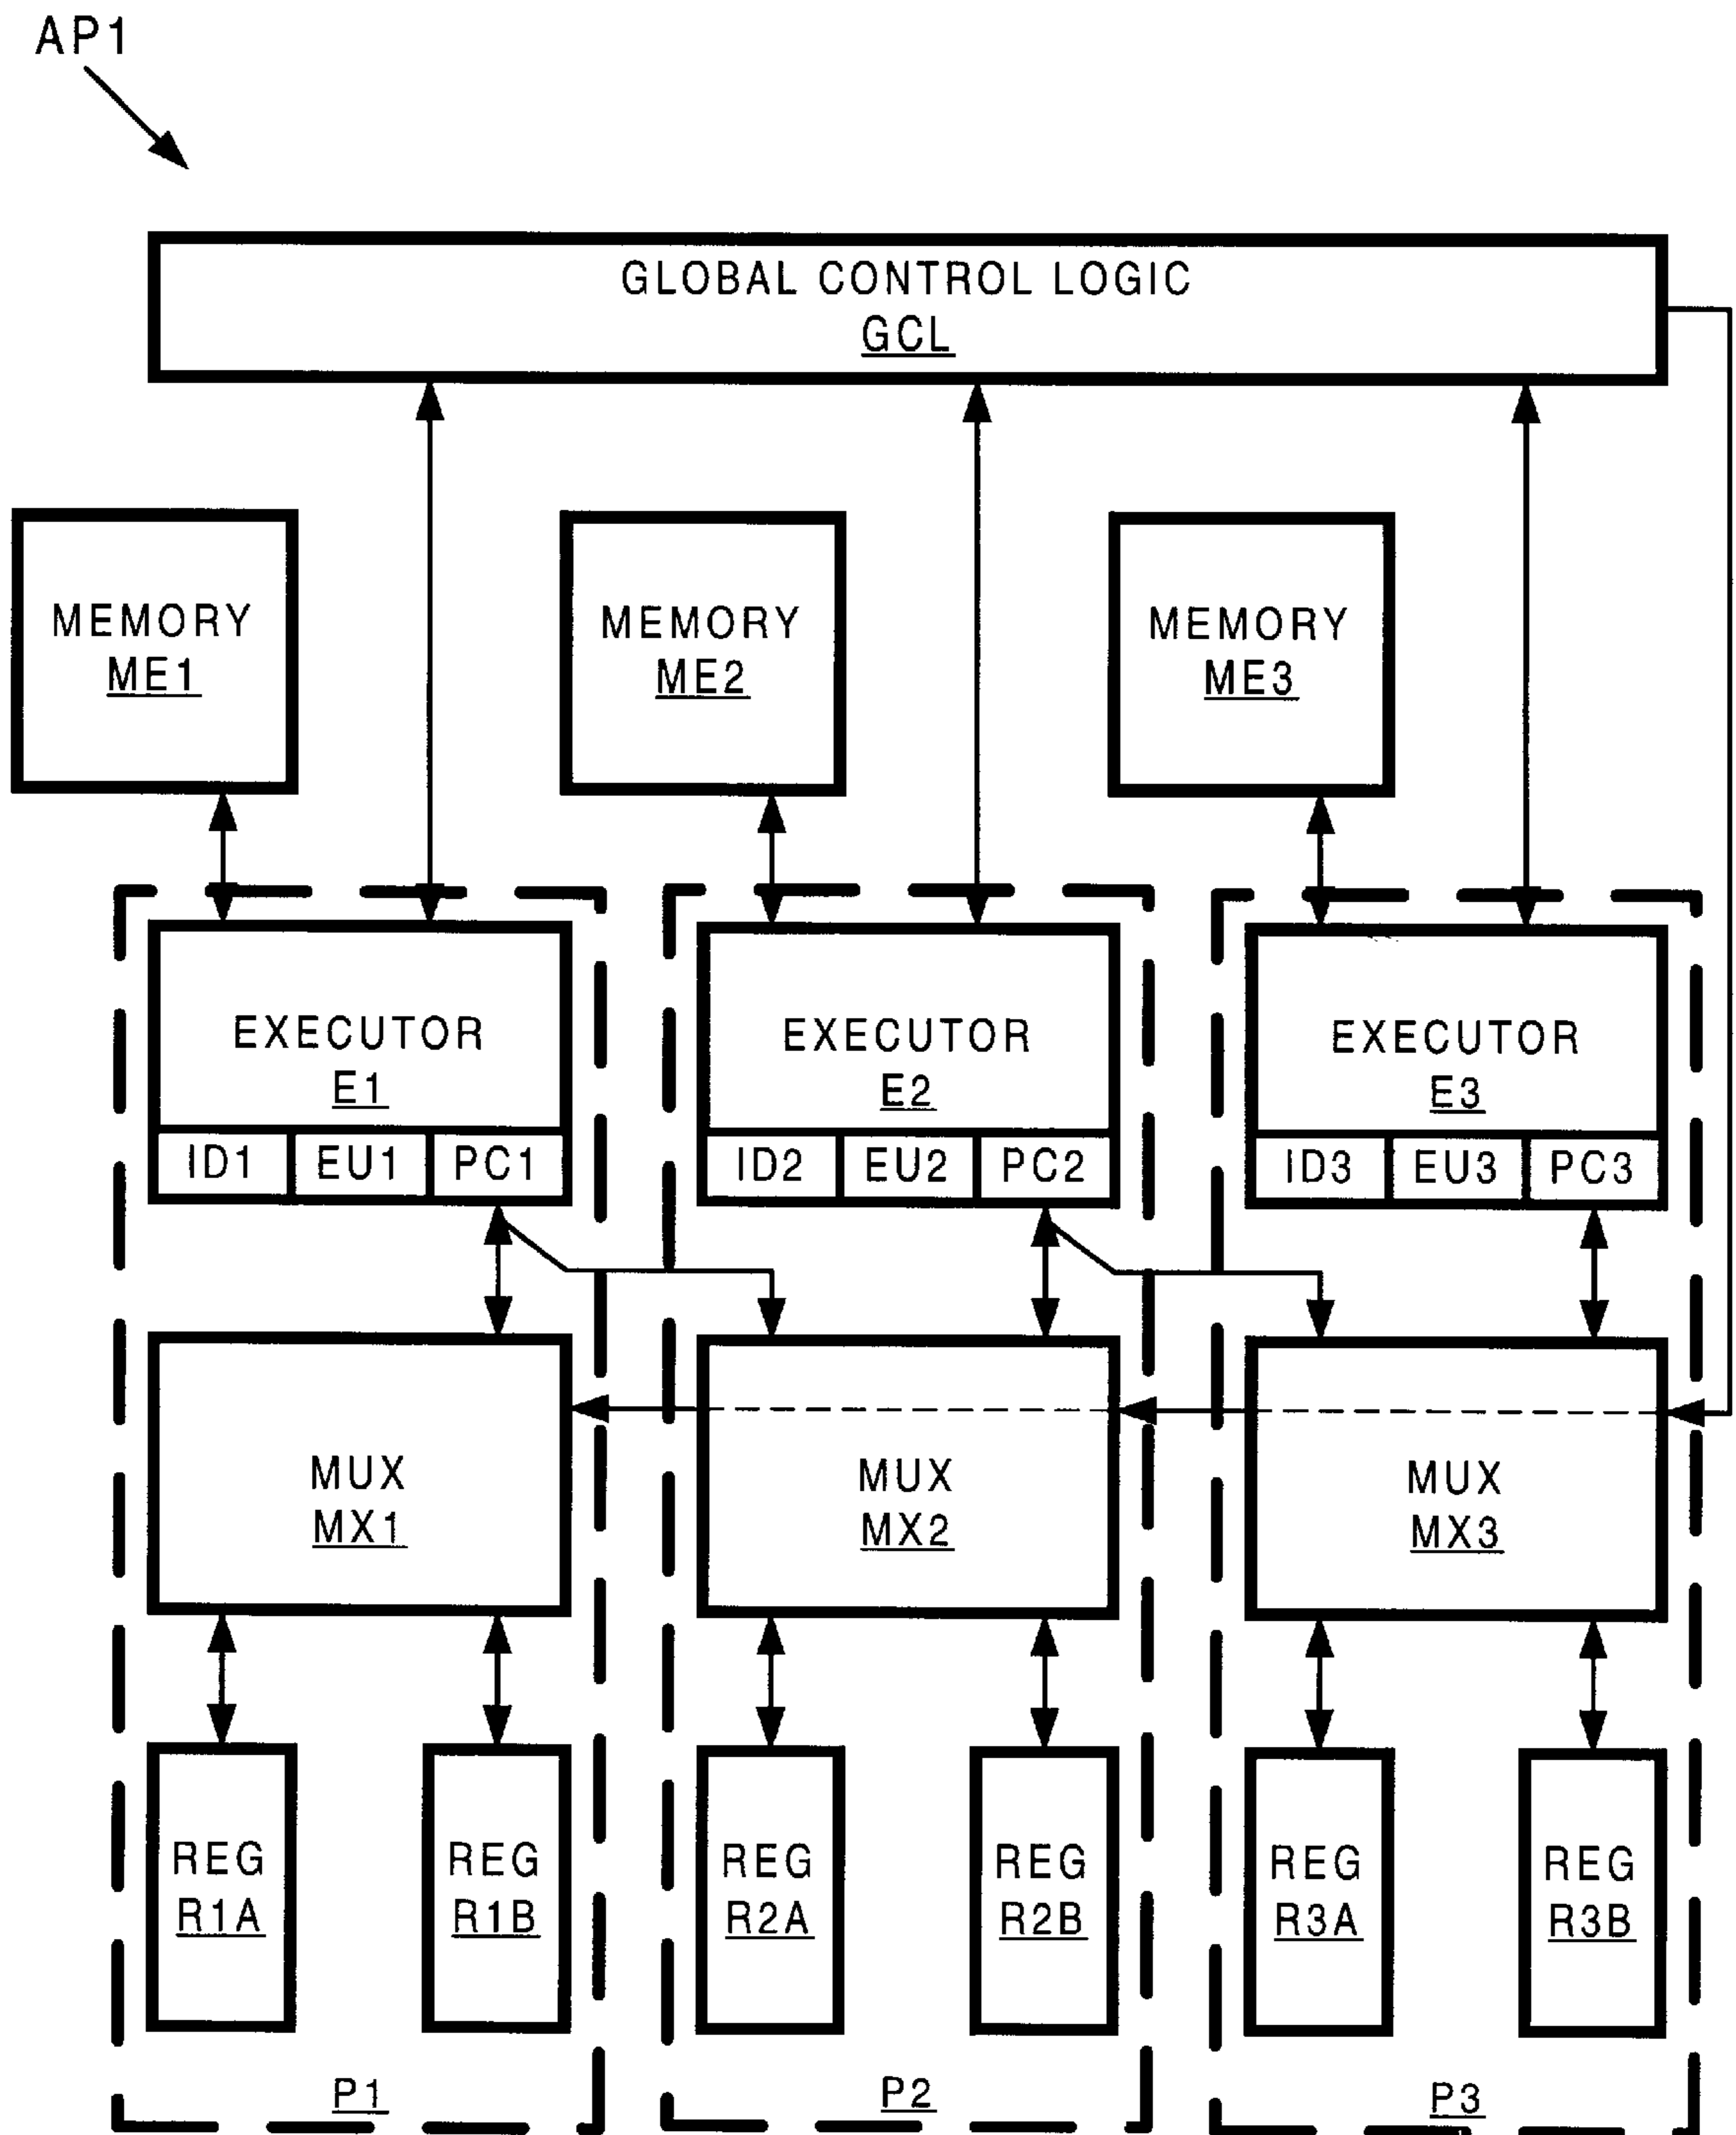 AP1
GLOBAL CONTROL LOGIC
GCL
MEMORY
ME1
MEMORY
ME2
MEMORY
ME3
EXECUTOR
E1
ID1 EU1 PC1
EXECUTOR
E2
ID2 EU2 PC2
EXECUTOR
E3
ID3 EU3 PC3
MUX
MX1
MUX
MX2
MUX
MX3
REG
R1A
REG
R1B
REG
R2A
REG
R2B
REG
R3A
REG
R3B
P1
P2
P3